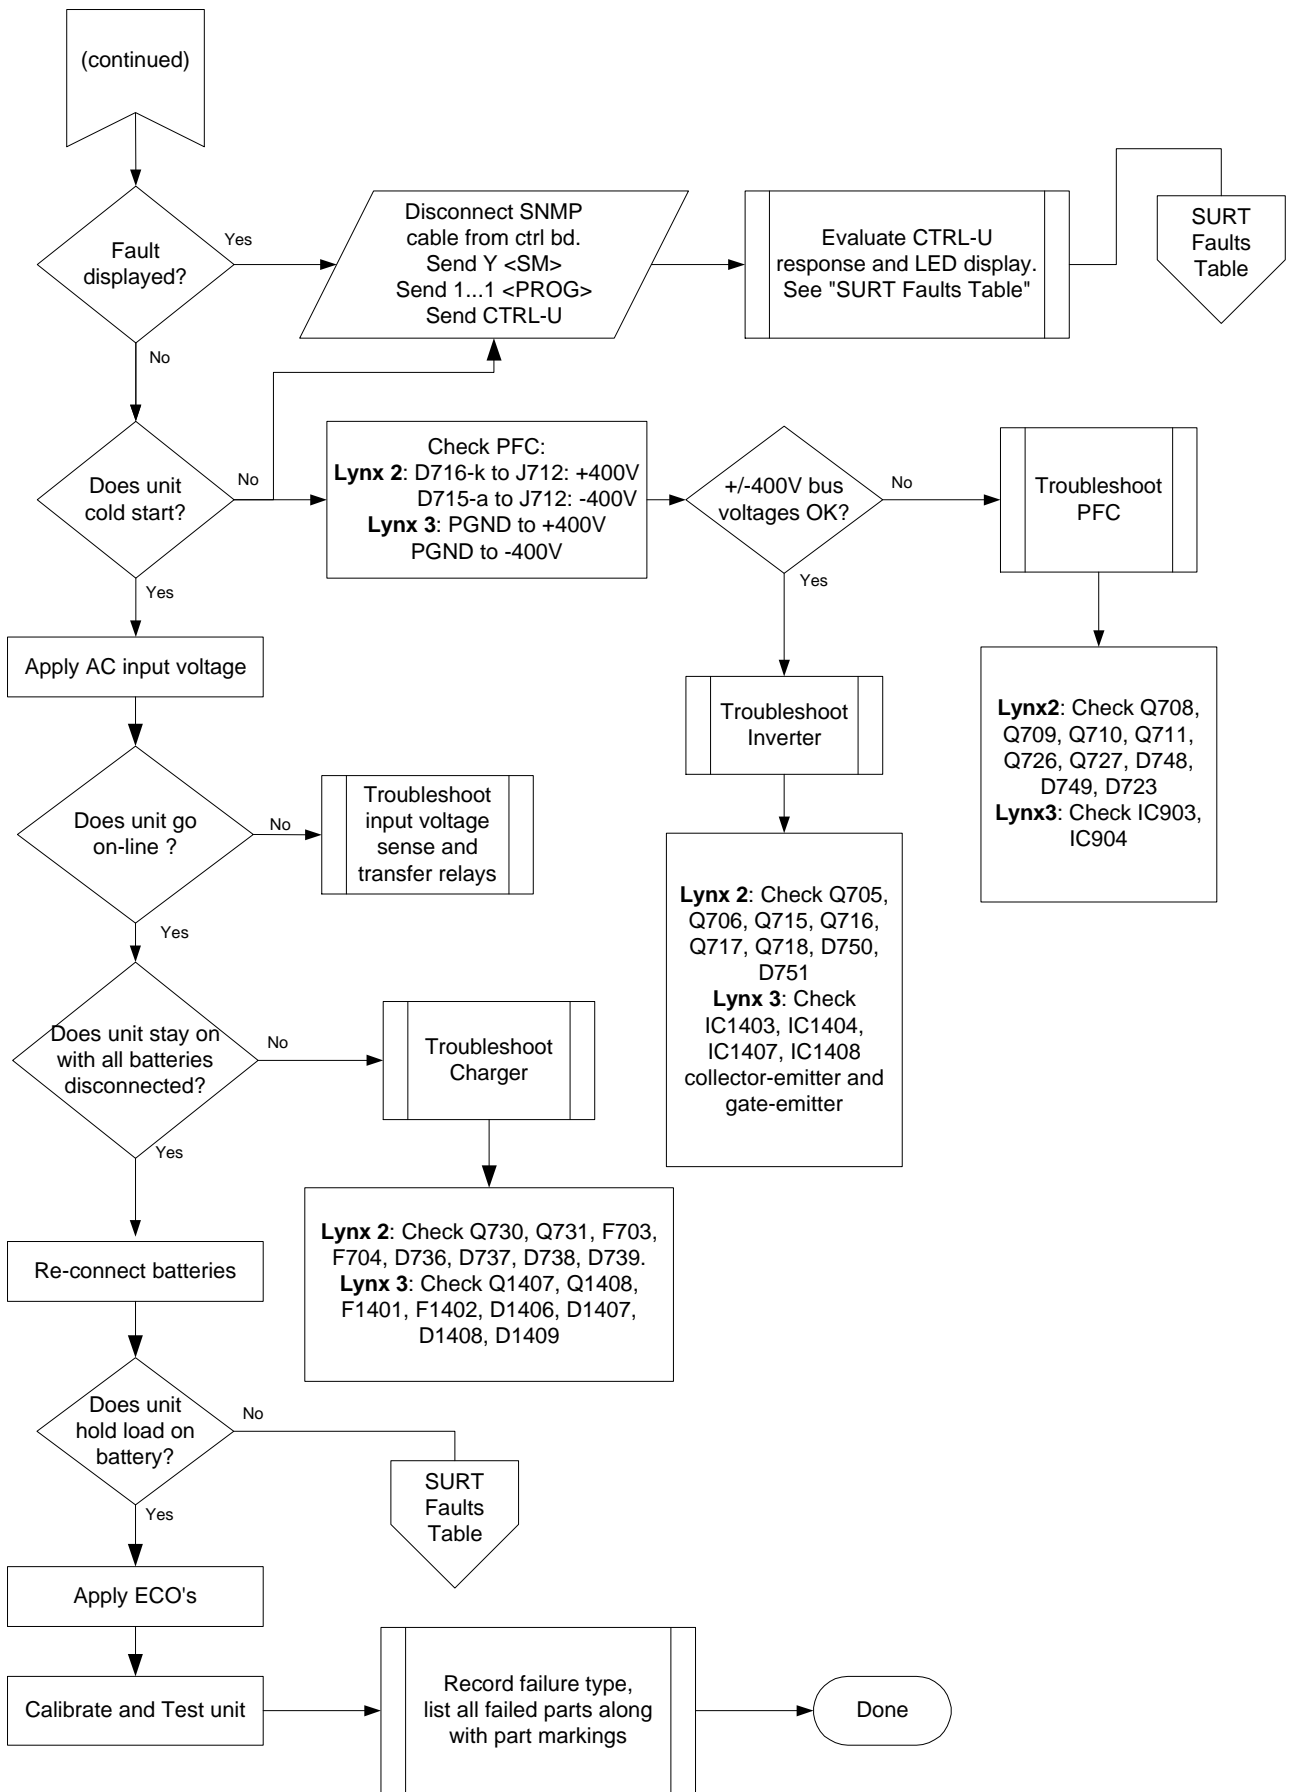 (continued)
Fault
displayed?
Yes
No
Disconnect SNMP
cable from ctrl bd.
Send Y <SM>
Send 1...1 <PROG>
Send CTRL-U
Evaluate CTRL-U
response and LED display.
See "SURT Faults Table"
SURT
Faults
Table
Does unit
cold start?
No
Yes
Check PFC:
Lynx 2: D716-k to J712: +400V
D715-a to J712: -400V
Lynx 3: PGND to +400V
PGND to -400V
+/-400V bus
voltages OK?
No
Yes
Troubleshoot
PFC
Lynx2: Check Q708,
Q709, Q710, Q711,
Q726, Q727, D748,
D749, D723
Lynx3: Check IC903,
IC904
Troubleshoot
Inverter
Lynx 2: Check Q705,
Q706, Q715, Q716,
Q717, Q718, D750,
D751
Lynx 3: Check
IC1403, IC1404,
IC1407, IC1408
collector-emitter and
gate-emitter
Apply AC input voltage
Does unit go
on-line ?
No
Yes
Troubleshoot
input voltage
sense and
transfer relays
Does unit stay on
with all batteries
disconnected?
No
Yes
Troubleshoot
Charger
Lynx 2: Check Q730, Q731, F703,
F704, D736, D737, D738, D739.
Lynx 3: Check Q1407, Q1408,
F1401, F1402, D1406, D1407,
D1408, D1409
Re-connect batteries
Does unit
hold load on
battery?
No
Yes
SURT
Faults
Table
Apply ECO's
Calibrate and Test unit
Record failure type,
list all failed parts along
with part markings
Done